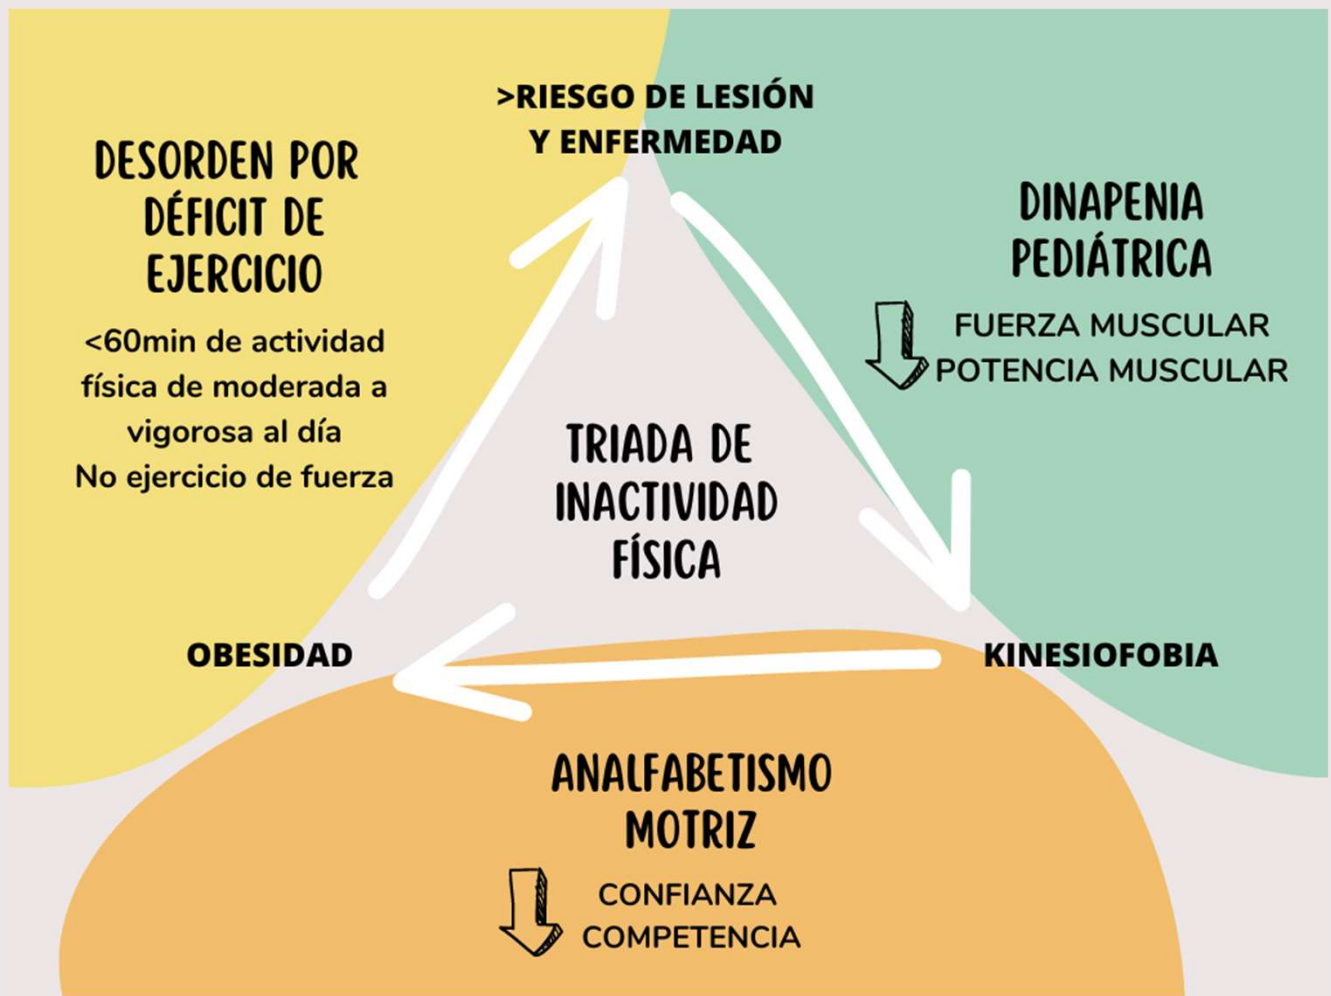 >RIESGO DE LESIÓN
Y ENFERMEDAD
DESORDEN POR
DÉFICIT DE
EJERCICIO
<60min de actividad
física de moderada a
vigorosa al día
No ejercicio de fuerza
DINAPENIA
PEDIÁTRICA
FUERZA MUSCULAR
POTENCIA MUSCULAR
TRIADA DE
INACTIVIDAD
FÍSICA
OBESIDAD
KINESIOFOBIA
ANALFABETISMO
MOTRIZ
CONFIANZA
COMPETENCIA